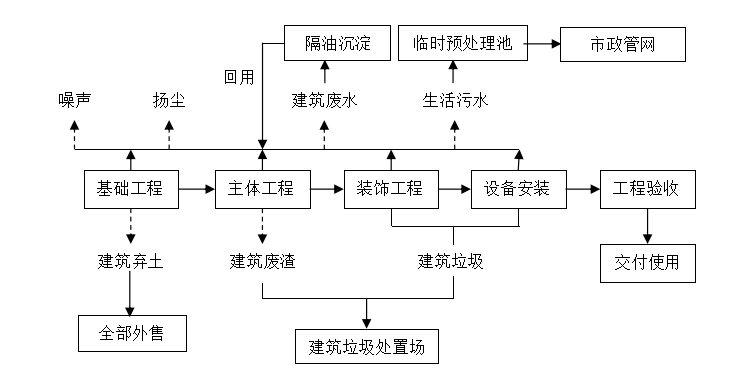 隔油沉淀
临时预处理池
市政管网
回用
噪声
扬尘
建筑废水
生活污水
基础工程
主体工程
装饰工程
设备安装
工程验收
建筑弃土
建筑废渣
建筑垃圾
交付使用
全部外售
建筑垃圾处置场